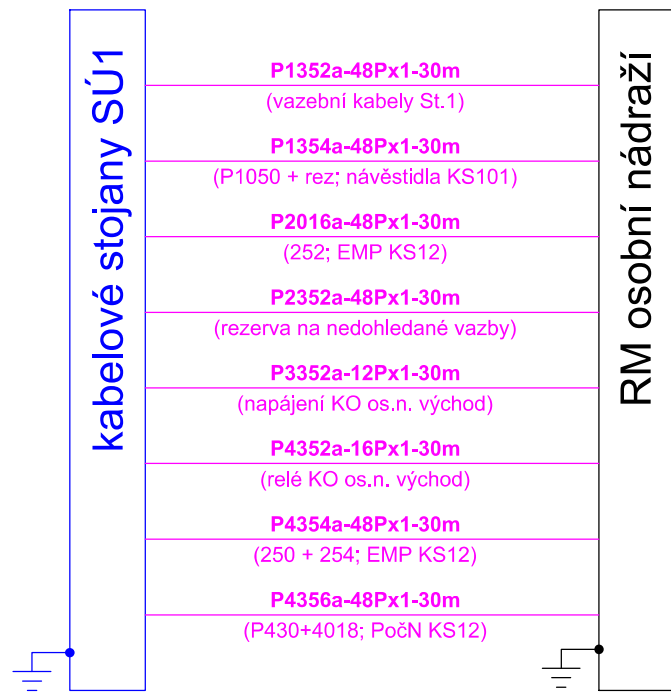 kabelové stojany SÚ1
P1352a-48Px1-30m
(vazební kabely St.1)
P1354a-48Px1-30m
(P1050 + rez; návěstidla KS101)
P2016a-48Px1-30m
(252; EMP KS12)
P2352a-48Px1-30m
(rezerva na nedohledané vazby)
P3352a-12Px1-30m
(napájení KO os.n. východ)
P4352a-16Px1-30m
(relé KO os.n. východ)
P4354a-48Px1-30m
(250 + 254; EMP KS12)
P4356a-48Px1-30m
(P430+4018; PočN KS12)
RM osobní nádraží